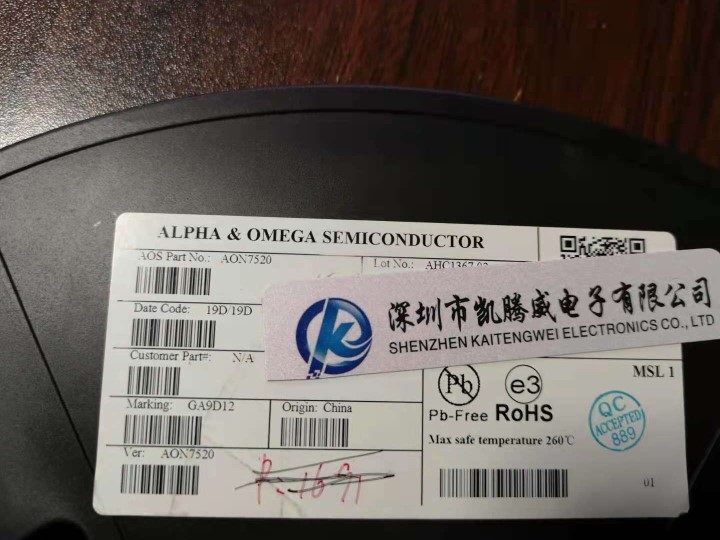 ALPHA & OMEGA SEMICONDUCTOR
AOS Part No.: AON7520
Lot No.: AHC1367.02
Date Code: 19D/19D
深圳市凯腾威电子有限公司
SHENZHEN KAITENGWEI ELECTRONICS CO., LTD
Customer Part#: N/A
Pb
e3
MSL 1
Marking: GA9D12
Origin: China
Pb-Free RoHS
QC
ACCEPTED
889
Max safe temperature 260℃
Ver: AON7520
01